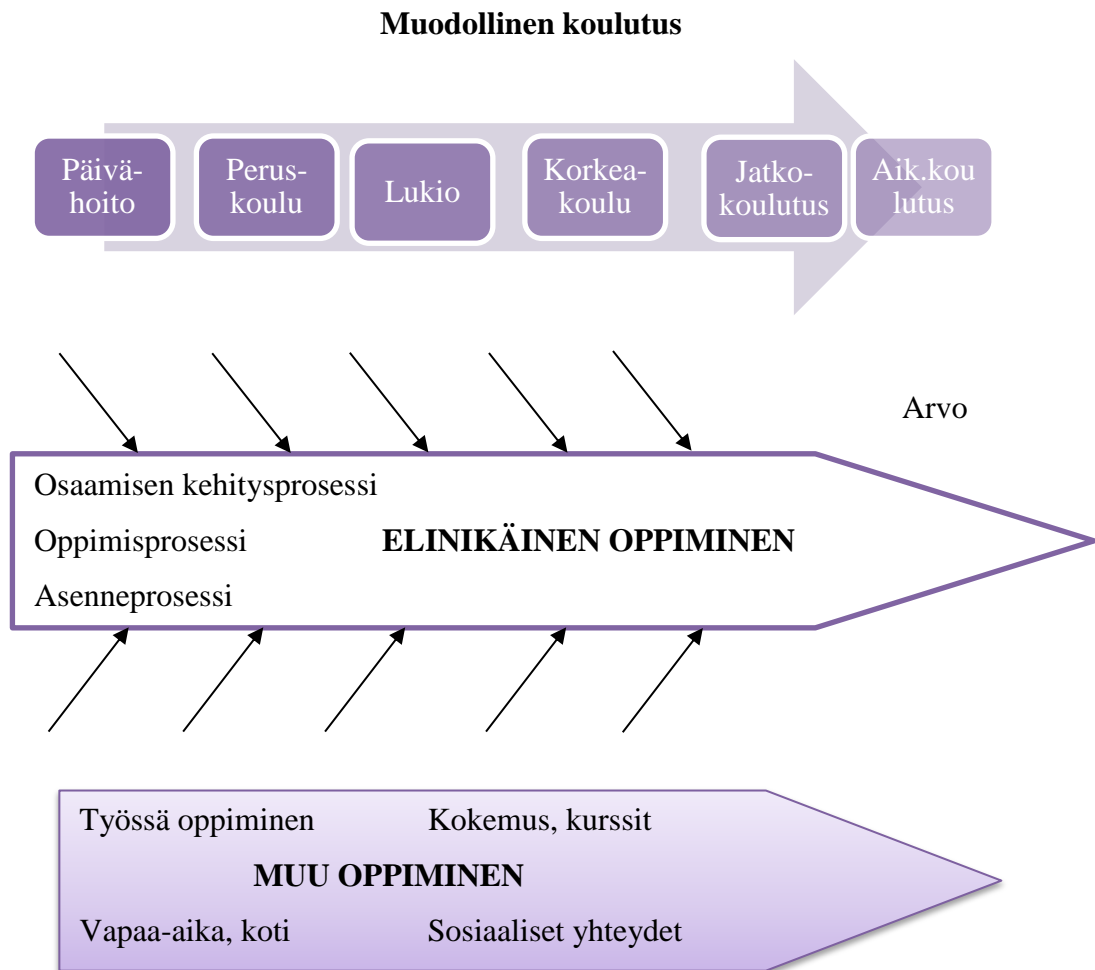 Muodollinen koulutus
Päivä-
hoito
Perus-
koulu
Lukio
Korkea-
koulu
Jatko-
koulutus
Aik.kou
lutus
Arvo
Osaamisen kehitysprosessi
Oppimisprosessi
ELINIKÄINEN OPPIMINEN
Asenneprosessi
Työssä oppiminen
Kokemus, kurssit
MUU OPPIMINEN
Vapaa-aika, koti
Sosiaaliset yhteydet